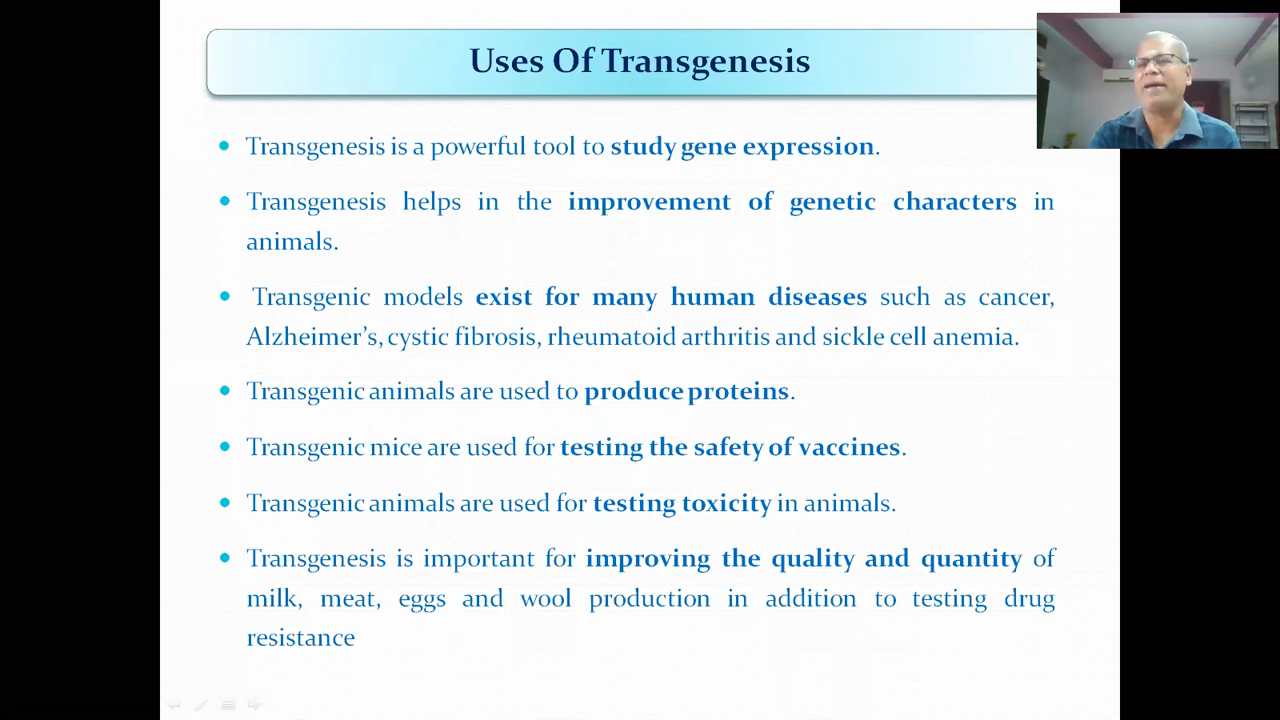 Uses Of Transgenesis
• Transgenesis is a powerful tool to study gene expression.
• Transgenesis helps in the improvement of genetic characters in
animals.
• Transgenic models exist for many human diseases such as cancer,
Alzheimer’s, cystic fibrosis, rheumatoid arthritis and sickle cell anemia.
• Transgenic animals are used to produce proteins.
• Transgenic mice are used for testing the safety of vaccines.
• Transgenic animals are used for testing toxicity in animals.
• Transgenesis is important for improving the quality and quantity of
milk, meat, eggs and wool production in addition to testing drug
resistance